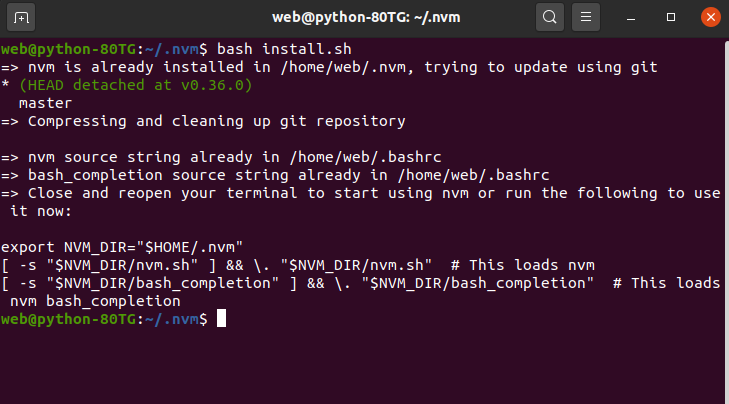 web@python-80TG: ~/.nvm
web@python-80TG:~/.nvm$ bash install.sh
=> nvm is already installed in /home/web/.nvm, trying to update using git
* (HEAD detached at v0.36.0)
  master
=> Compressing and cleaning up git repository

=> nvm source string already in /home/web/.bashrc
=> bash_completion source string already in /home/web/.bashrc
=> Close and reopen your terminal to start using nvm or run the following to use
 it now:

export NVM_DIR="$HOME/.nvm"
[ -s "$NVM_DIR/nvm.sh" ] && \. "$NVM_DIR/nvm.sh"  # This loads nvm
[ -s "$NVM_DIR/bash_completion" ] && \. "$NVM_DIR/bash_completion"  # This loads
 nvm bash_completion
web@python-80TG:~/.nvm$